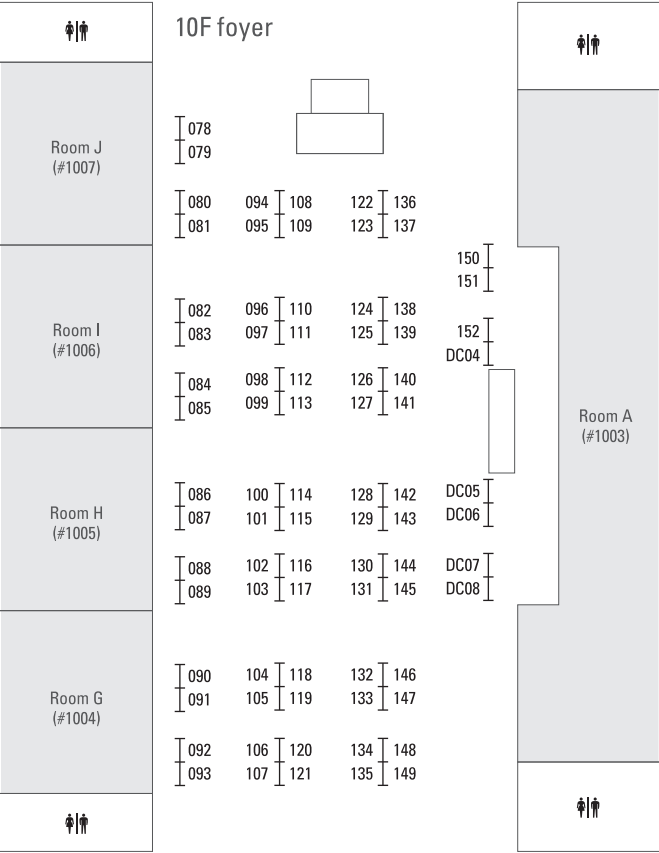 10F foyer
Room J
(#1007)
078
079
080 094 108 122 136
081 095 109 123 137
150
151
Room I
(#1006)
082 096 110 124 138
083 097 111 125 139
152
DC04
084 098 112 126 140
085 099 113 127 141
Room A
(#1003)
Room H
(#1005)
086 100 114 128 142 DC05
087 101 115 129 143 DC06
088 102 116 130 144 DC07
089 103 117 131 145 DC08
Room G
(#1004)
090 104 118 132 146
091 105 119 133 147
092 106 120 134 148
093 107 121 135 149